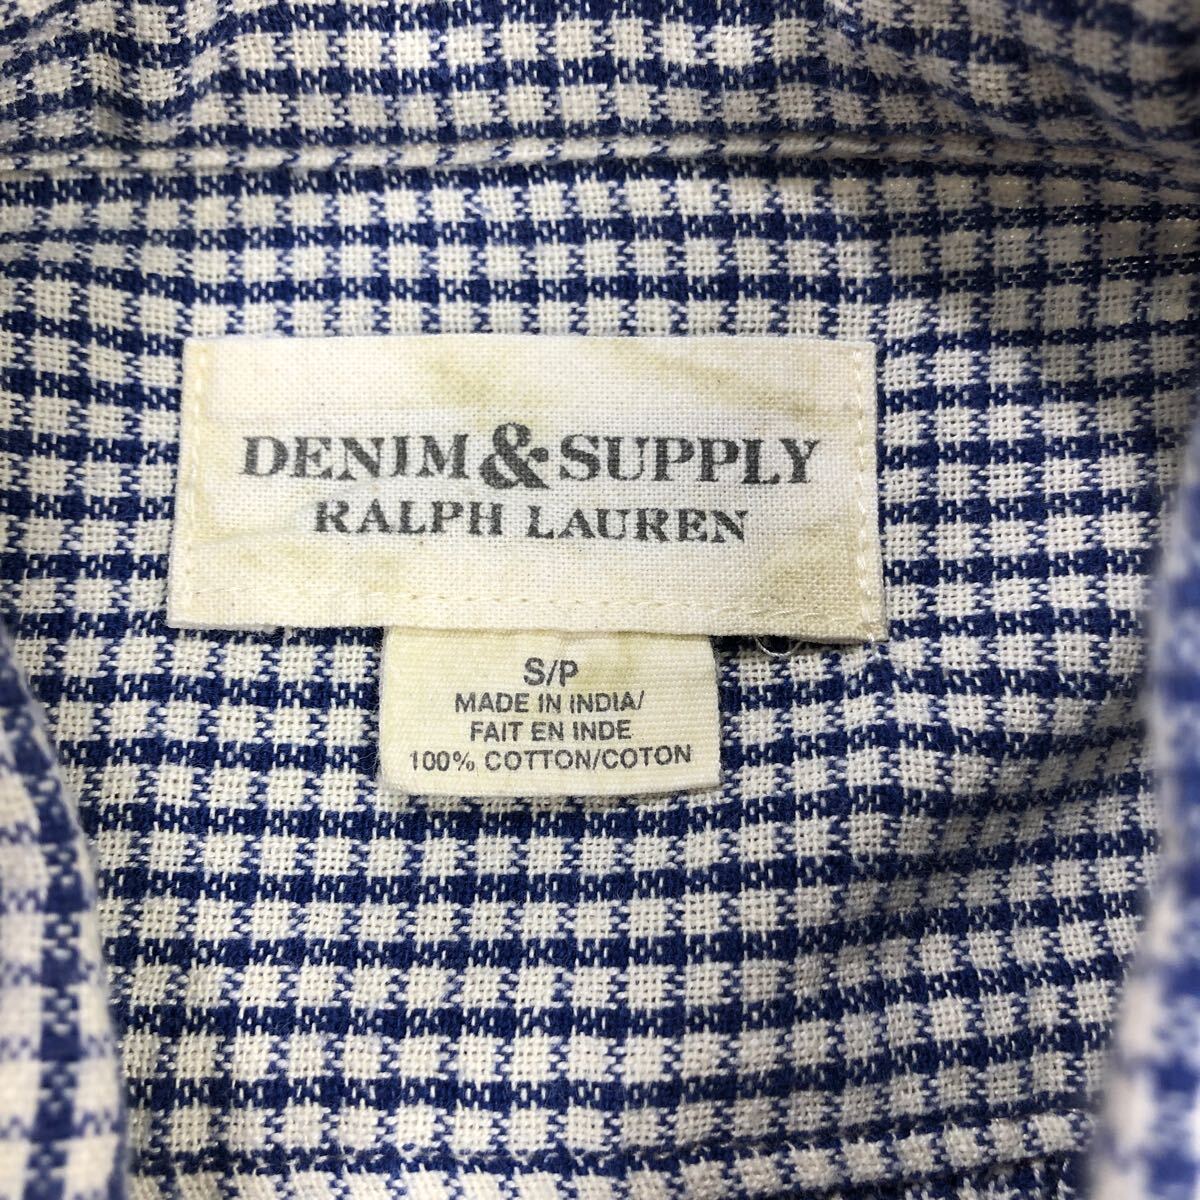 DENIM & SUPPLY
RALPH LAUREN
S/P
MADE IN INDIA/
FAIT EN INDE
100% COTTON/COTON